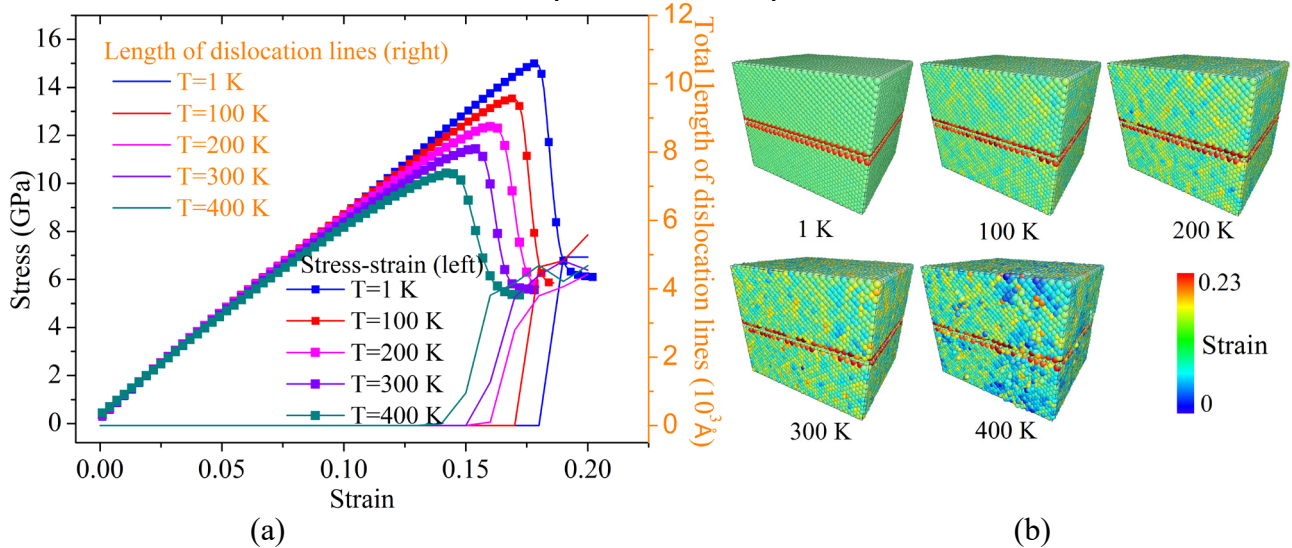 Length of dislocation lines (right)
T=1 K
T=100 K
T=200 K
T=300 K
T=400 K
Stress-strain (left)
T=1 K
T=100 K
T=200 K
T=300 K
T=400 K
Stress (GPa)
16
14
12
10
8
6
4
2
0
0.00
0.05
0.10
0.15
0.20
Strain
12
10
8
6
4
2
0
Total length of dislocation lines (10³Å)
(a)
1 K
100 K
200 K
300 K
400 K
0.23
Strain
0
(b)